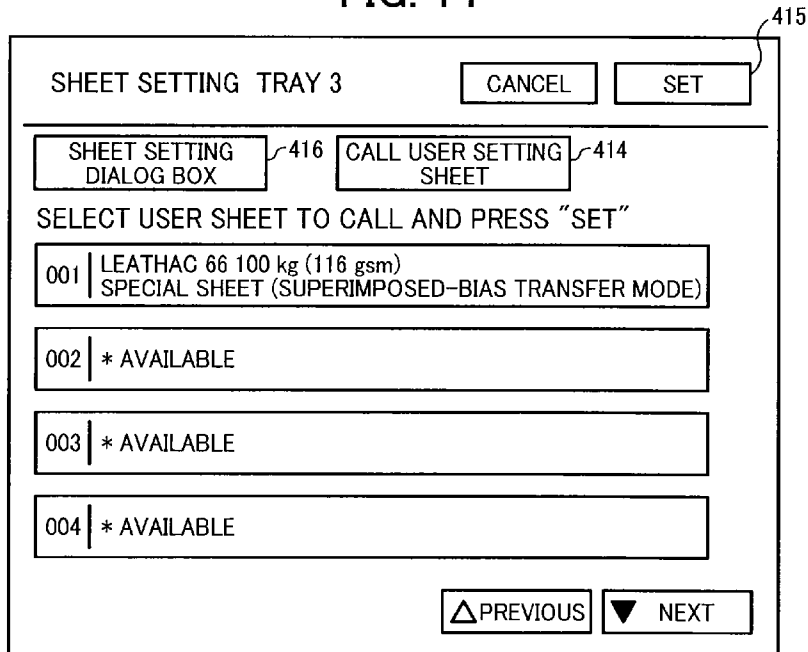 415
SHEET SETTING TRAY 3 CANCEL SET
SHEET SETTING DIALOG BOX 416 CALL USER SETTING SHEET 414
SELECT USER SHEET TO CALL AND PRESS "SET"
001 LEATHAC 66 100 kg (116 gsm)
SPECIAL SHEET (SUPERIMPOSED-BIAS TRANSFER MODE)
002 * AVAILABLE
003 * AVAILABLE
004 * AVAILABLE
△PREVIOUS ▼ NEXT